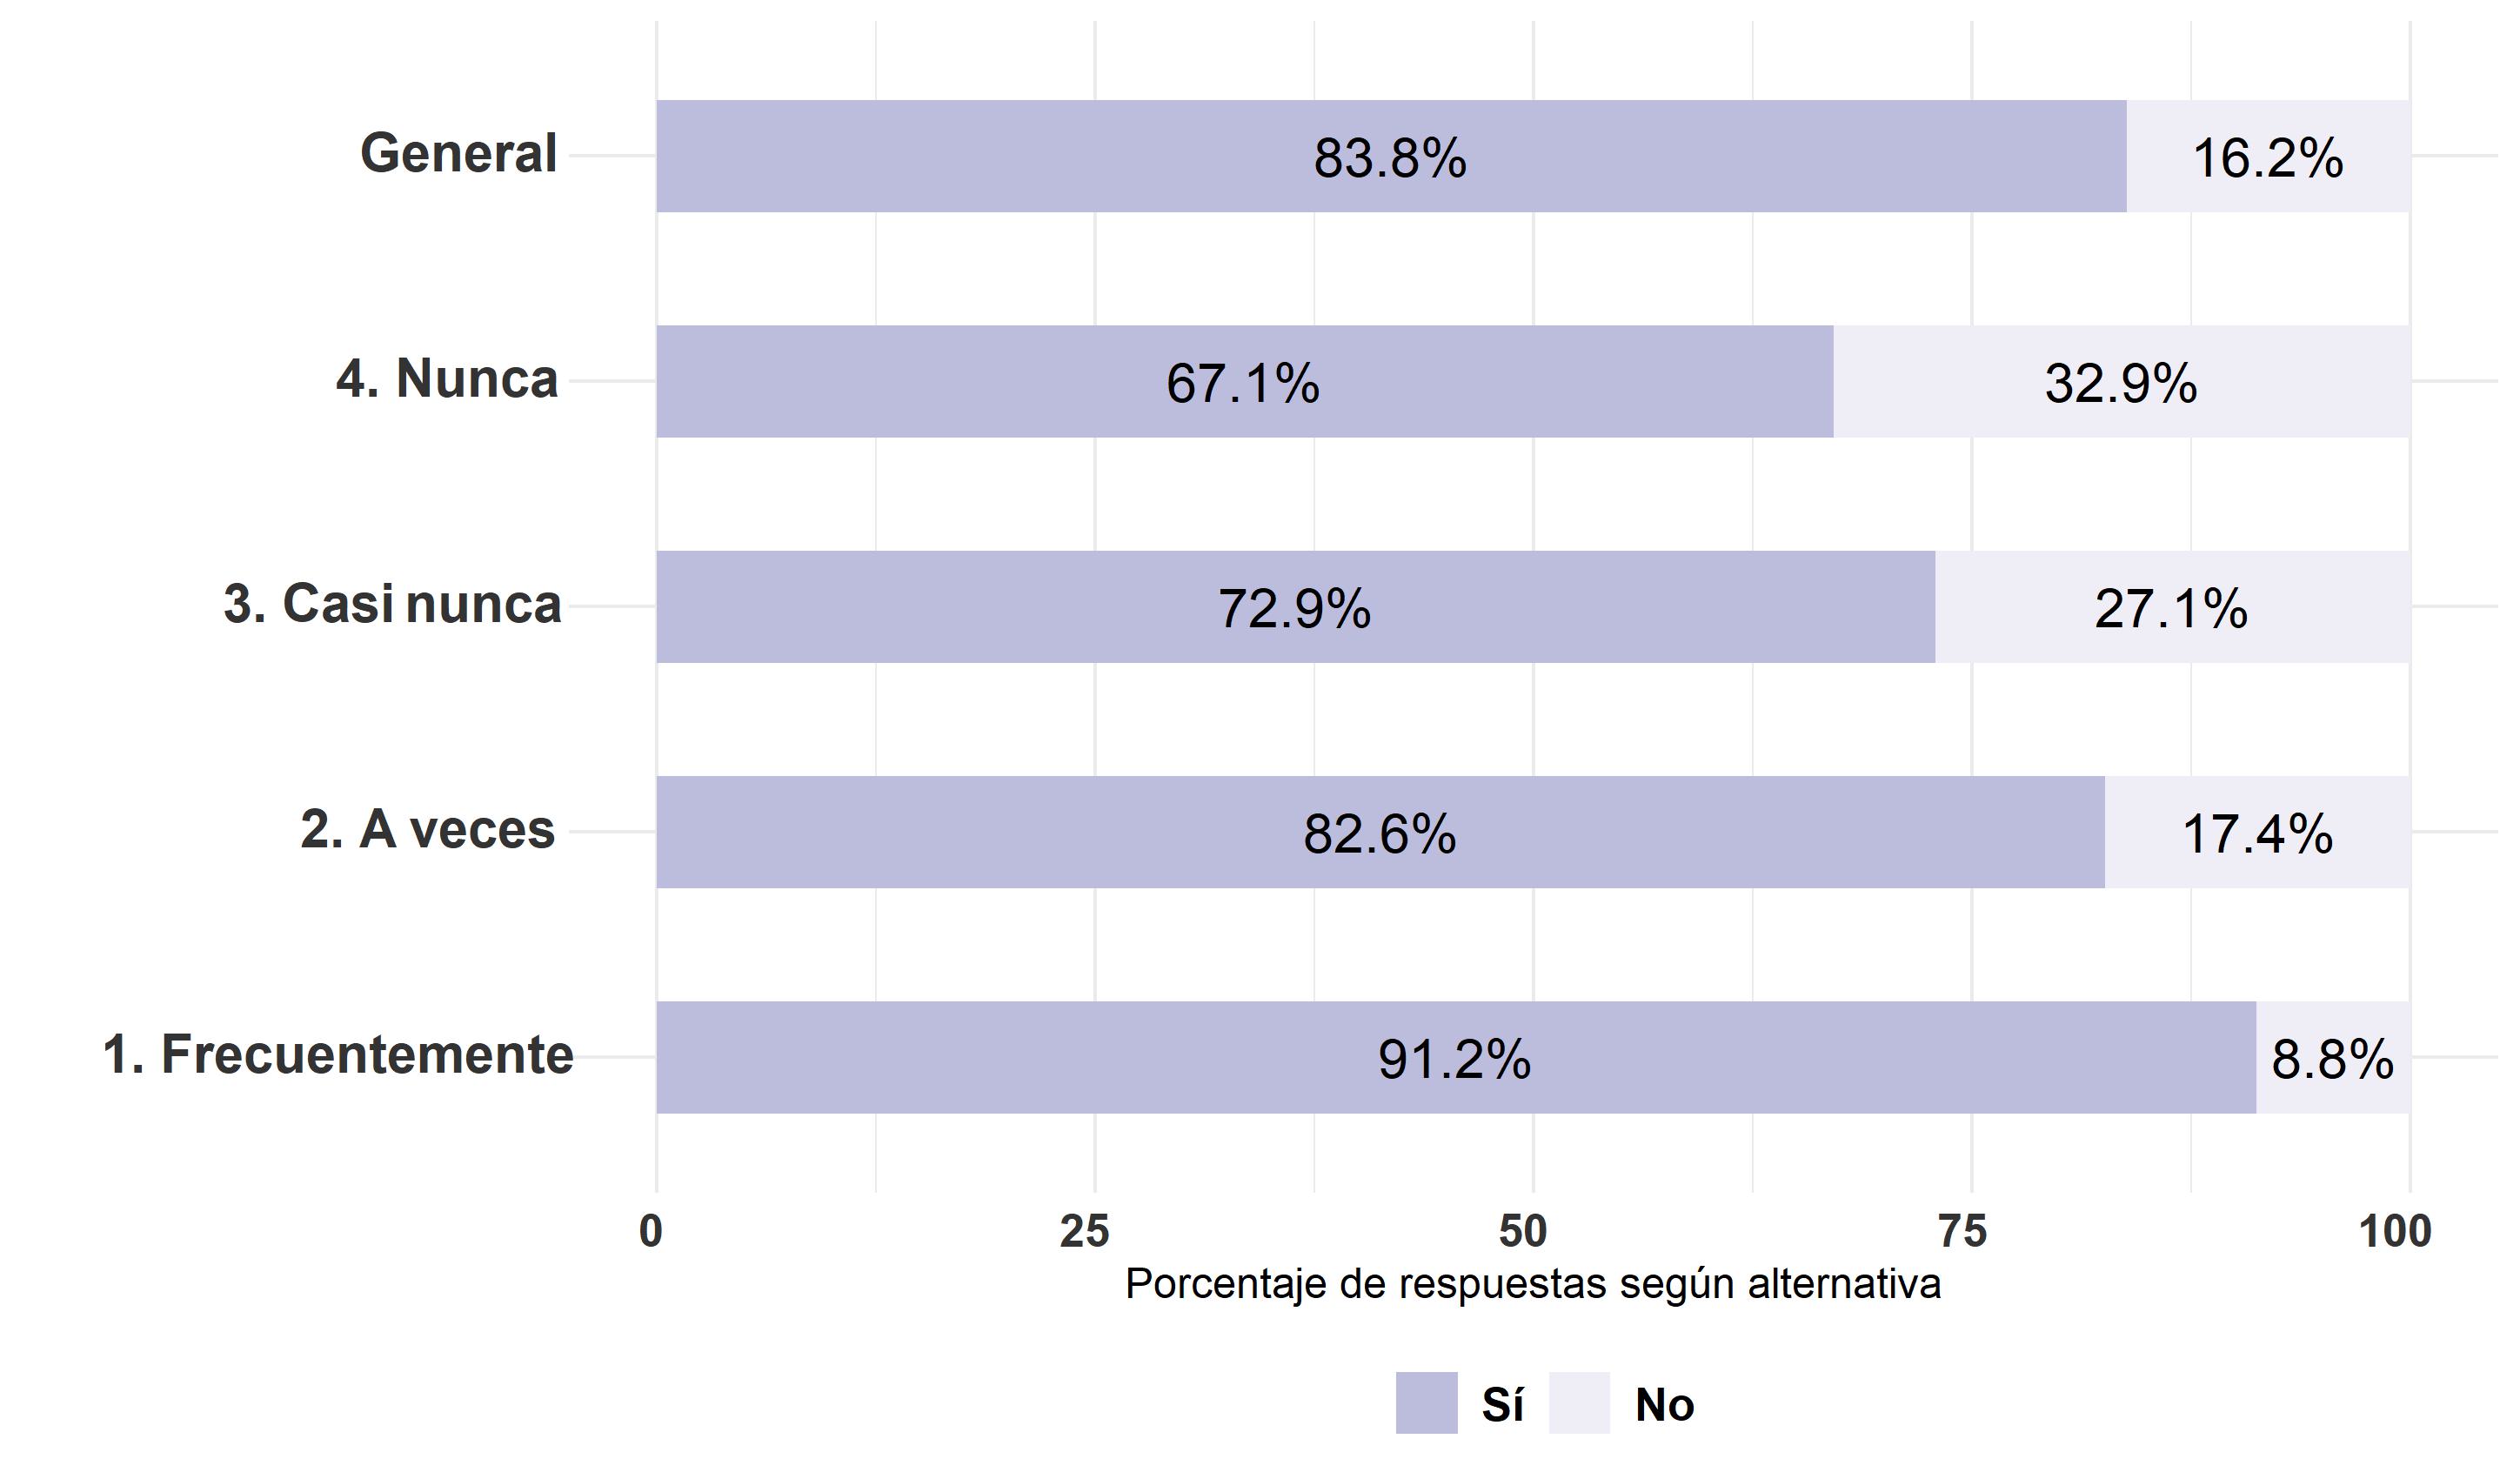 General 83.8% 16.2%
4. Nunca 67.1% 32.9%
3. Casi nunca 72.9% 27.1%
2. A veces 82.6% 17.4%
1. Frecuentemente 91.2% 8.8%
0 25 50 75 100
Porcentaje de respuestas según alternativa
Sí No